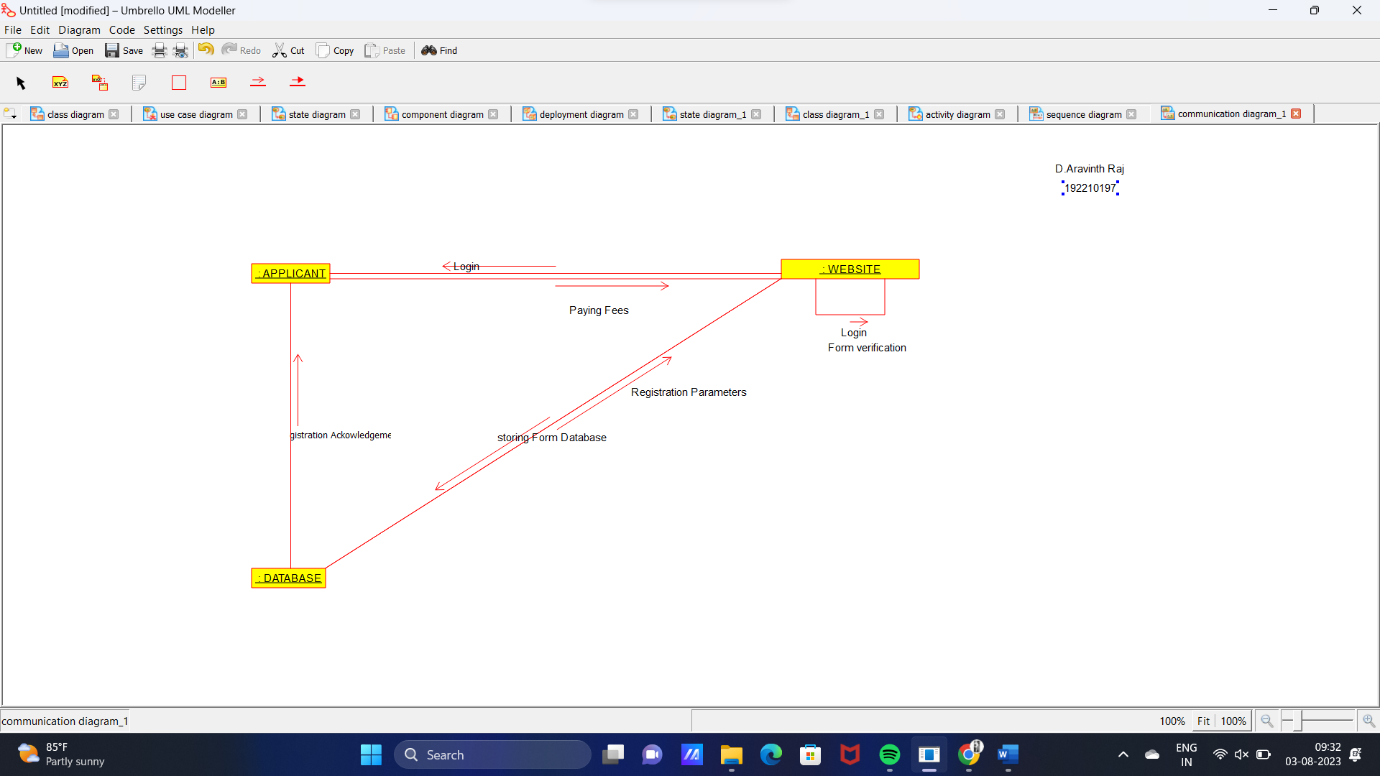 Untitled [modified] – Umbrello UML Modeller
File Edit Diagram Code Settings Help
New Open Save Redo Cut Copy Paste Find
XYZ A:B
class diagram use case diagram state diagram component diagram deployment diagram state diagram_1 class diagram_1 activity diagram sequence diagram communication diagram_1
D.Aravinth Raj
192210197
: APPLICANT
Login
: WEBSITE
Paying Fees
Login
Form verification
Registration Parameters
gistration Ackowledgeme
storing Form Database
: DATABASE
communication diagram_1
100% Fit 100%
85°F
Partly sunny
Search
ENG
IN
09:32
03-08-2023